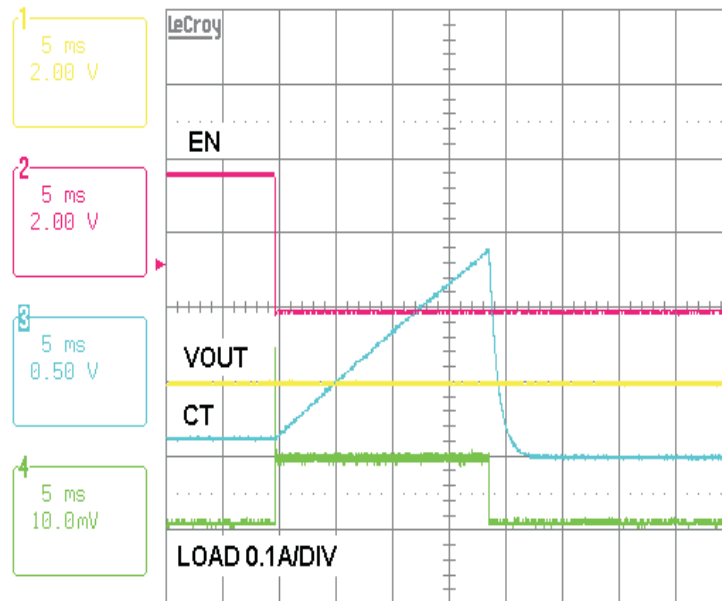 1
5 ms
2.00 V
LeCroy
EN
2
5 ms
2.00 V
3
5 ms
0.50 V
VOUT
CT
4
5 ms
10.0mV
LOAD 0.1A/DIV